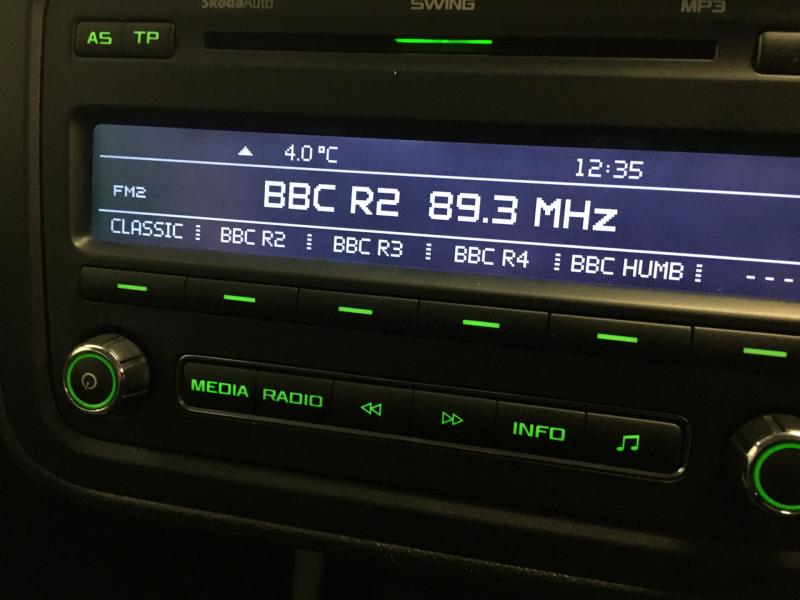 SkodaAuto SWING MP3
AS TP
4.0 °C 12:35
FM2 BBC R2 89.3 MHz
CLASSIC BBC R2 BBC R3 BBC R4 BBC HUMB ---
MEDIA RADIO INFO